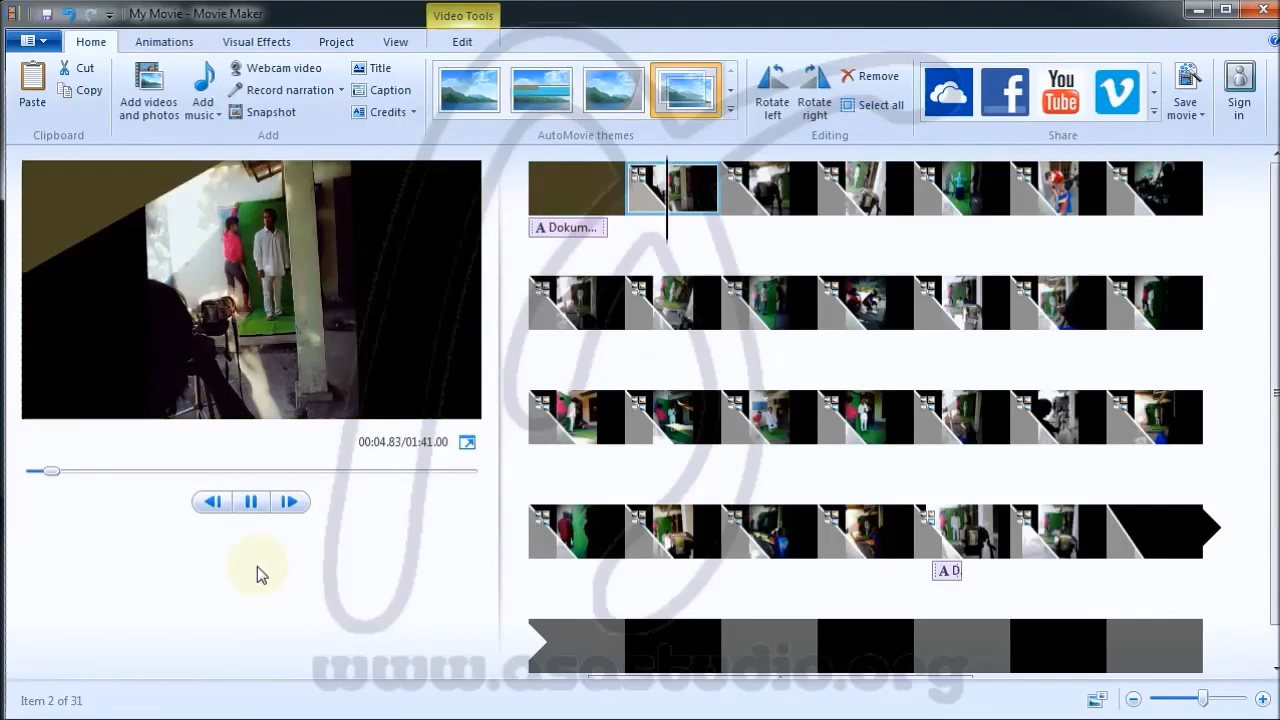 My Movie - Movie Maker
Video Tools
Home
Animations
Visual Effects
Project
View
Edit
Paste
Cut
Copy
Clipboard
Add videos
and photos
Add
music
Webcam video
Record narration
Snapshot
Title
Caption
Credits
Add
AutoMovie themes
Rotate
left
Rotate
right
Remove
Select all
Editing
You
Tube
Share
Save
movie
Sign
in
A Dokum...
00:04.83/01:41.00
A D
www.asastudio.org
Item 2 of 31